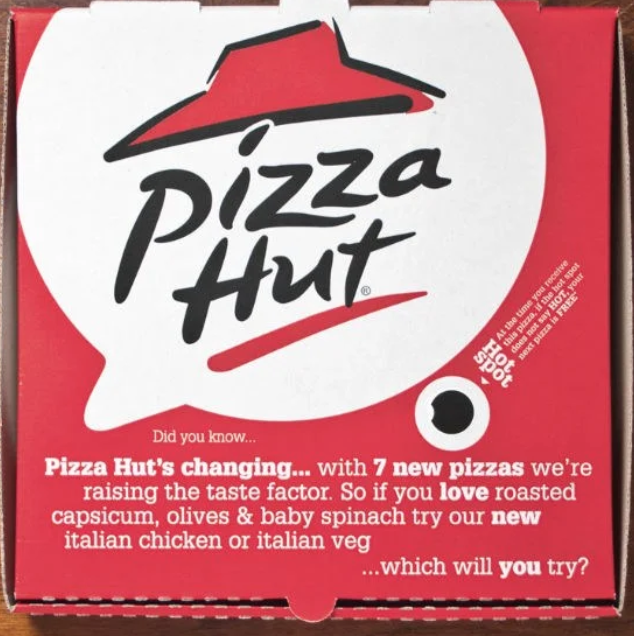 Pizza
Hut®
At the time you receive
this pizza, if the hot spot
does not say HOT, your
next pizza is FREE*
Hot
spot
Did you know...
Pizza Hut's changing... with 7 new pizzas we're
raising the taste factor. So if you love roasted
capsicum, olives & baby spinach try our new
italian chicken or italian veg
...which will you try?